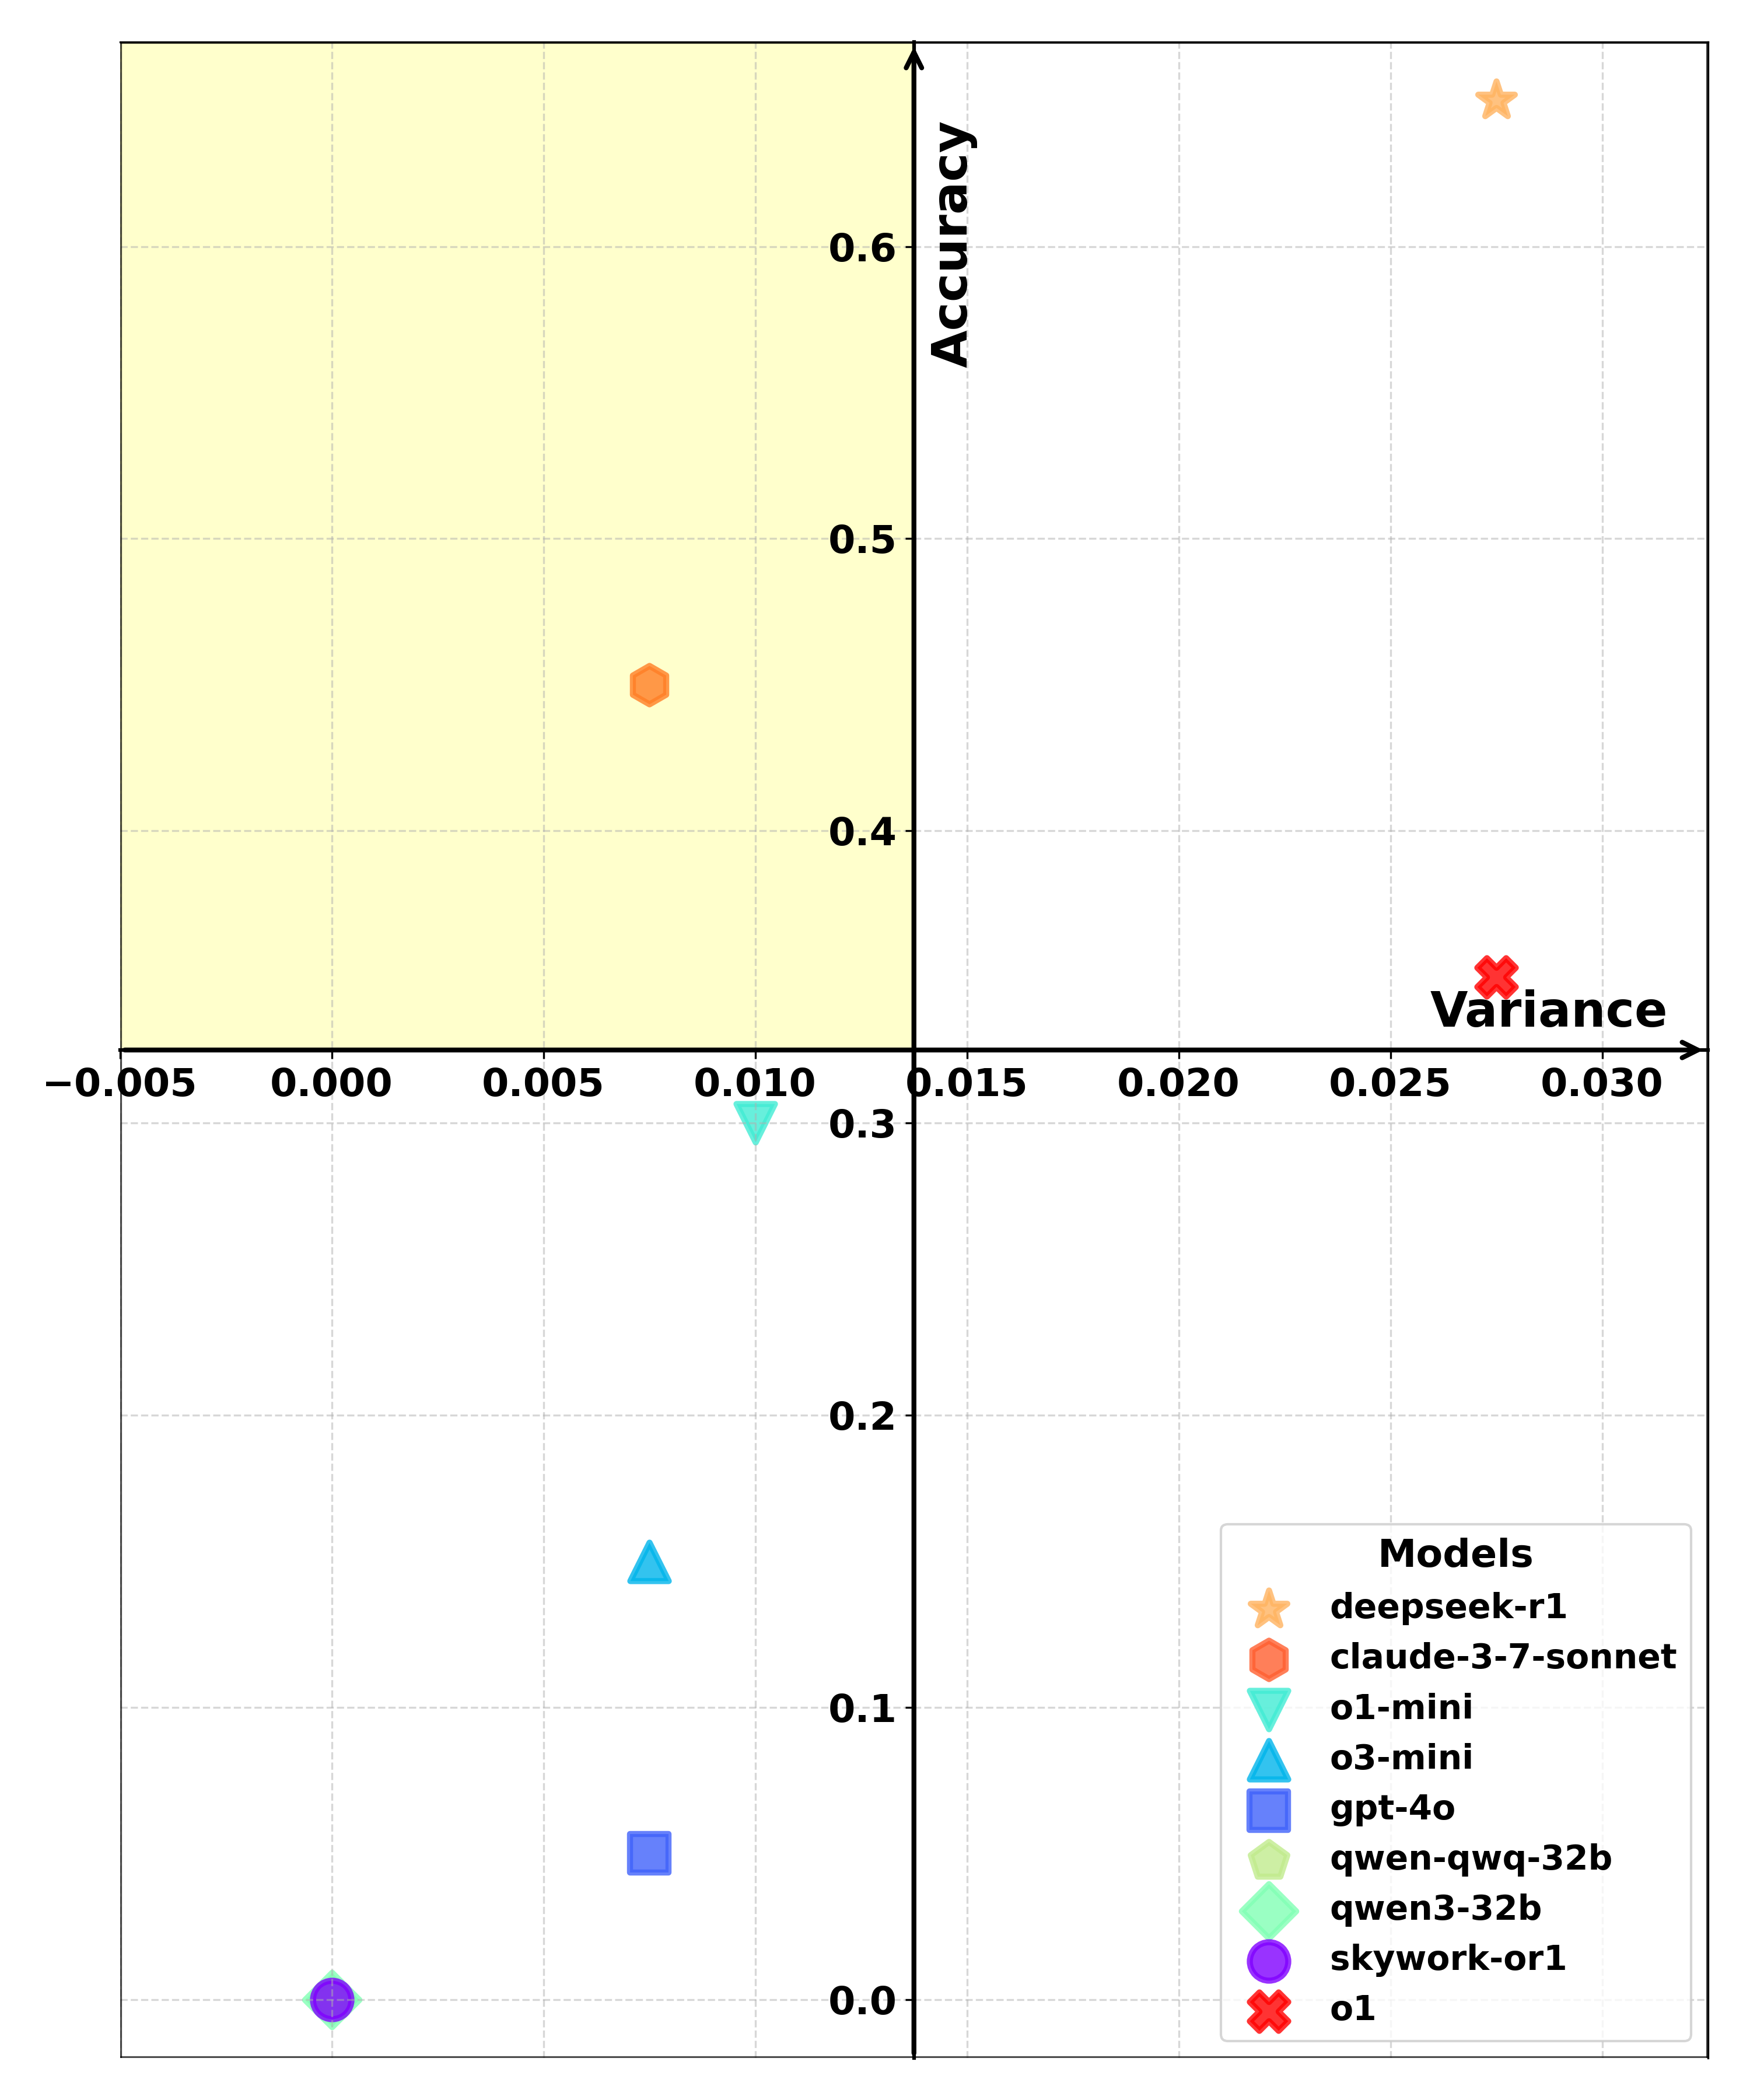 Accuracy
0.6
0.5
0.4
Variance
−0.005 0.000 0.005 0.010 0.015 0.020 0.025 0.030
0.3
0.2
0.1
0.0
Models
deepseek-r1
claude-3-7-sonnet
o1-mini
o3-mini
gpt-4o
qwen-qwq-32b
qwen3-32b
skywork-or1
o1